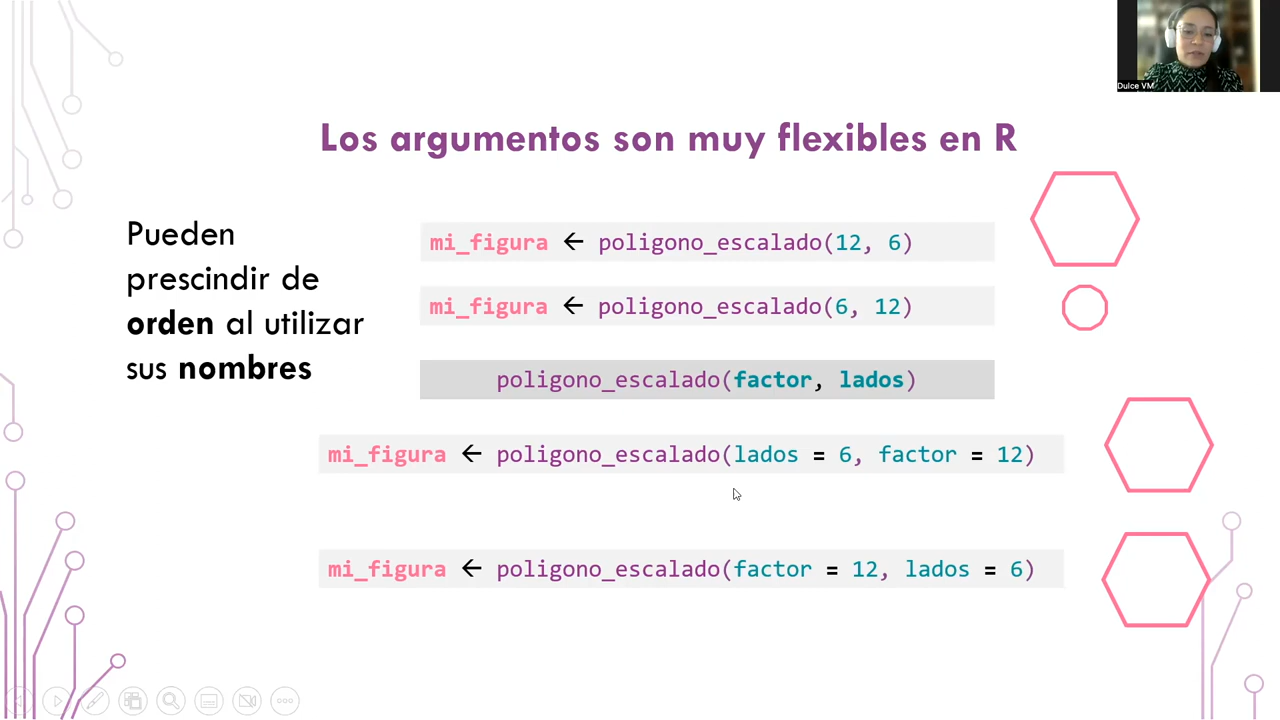 Dulce VM
Los argumentos son muy flexibles en R
Pueden
prescindir de
orden al utilizar
sus nombres
mi_figura ← poligono_escalado(12, 6)
mi_figura ← poligono_escalado(6, 12)
poligono_escalado(factor, lados)
mi_figura ← poligono_escalado(lados = 6, factor = 12)
mi_figura ← poligono_escalado(factor = 12, lados = 6)